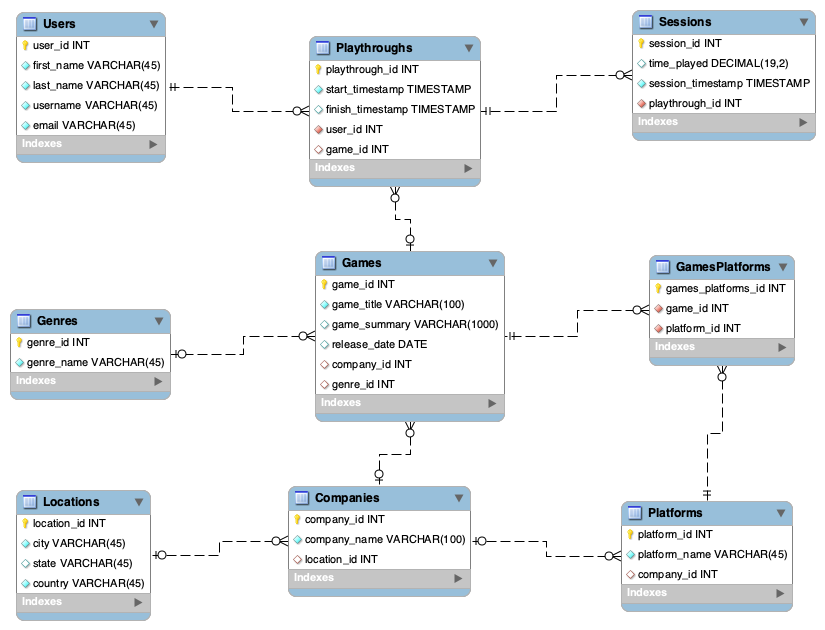 Users
user_id INT
first_name VARCHAR(45)
last_name VARCHAR(45)
username VARCHAR(45)
email VARCHAR(45)
Indexes
Playthroughs
playthrough_id INT
start_timestamp TIMESTAMP
finish_timestamp TIMESTAMP
user_id INT
game_id INT
Indexes
Sessions
session_id INT
time_played DECIMAL(19,2)
session_timestamp TIMESTAMP
playthrough_id INT
Indexes
Genres
genre_id INT
genre_name VARCHAR(45)
Indexes
Games
game_id INT
game_title VARCHAR(100)
game_summary VARCHAR(1000)
release_date DATE
company_id INT
genre_id INT
Indexes
GamesPlatforms
games_platforms_id INT
game_id INT
platform_id INT
Indexes
Locations
location_id INT
city VARCHAR(45)
state VARCHAR(45)
country VARCHAR(45)
Indexes
Companies
company_id INT
company_name VARCHAR(100)
location_id INT
Indexes
Platforms
platform_id INT
platform_name VARCHAR(45)
company_id INT
Indexes